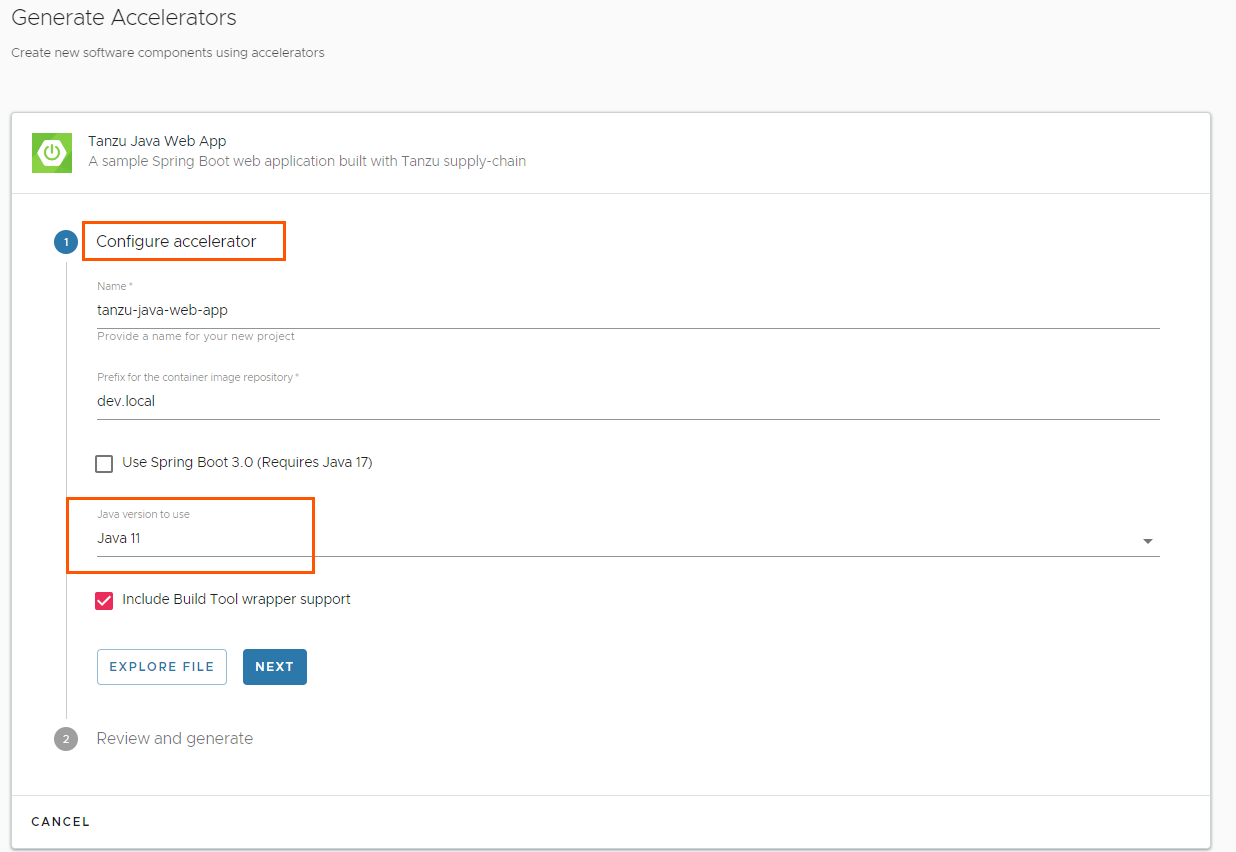 Generate Accelerators
Create new software components using accelerators
Tanzu Java Web App
A sample Spring Boot web application built with Tanzu supply-chain
1
Configure accelerator
Name *
tanzu-java-web-app
Provide a name for your new project
Prefix for the container image repository *
dev.local
Use Spring Boot 3.0 (Requires Java 17)
Java version to use
Java 11
Include Build Tool wrapper support
EXPLORE FILE
NEXT
2
Review and generate
CANCEL